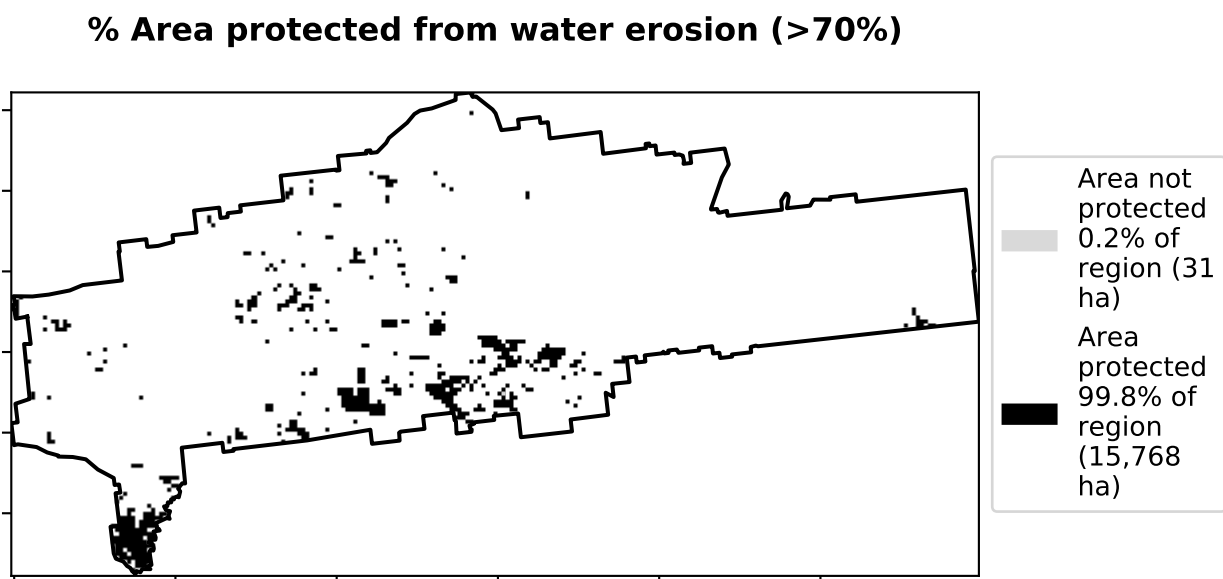 % Area protected from water erosion (>70%)
Area not
protected
0.2% of
region (31
ha)
Area
protected
99.8% of
region
(15,768
ha)